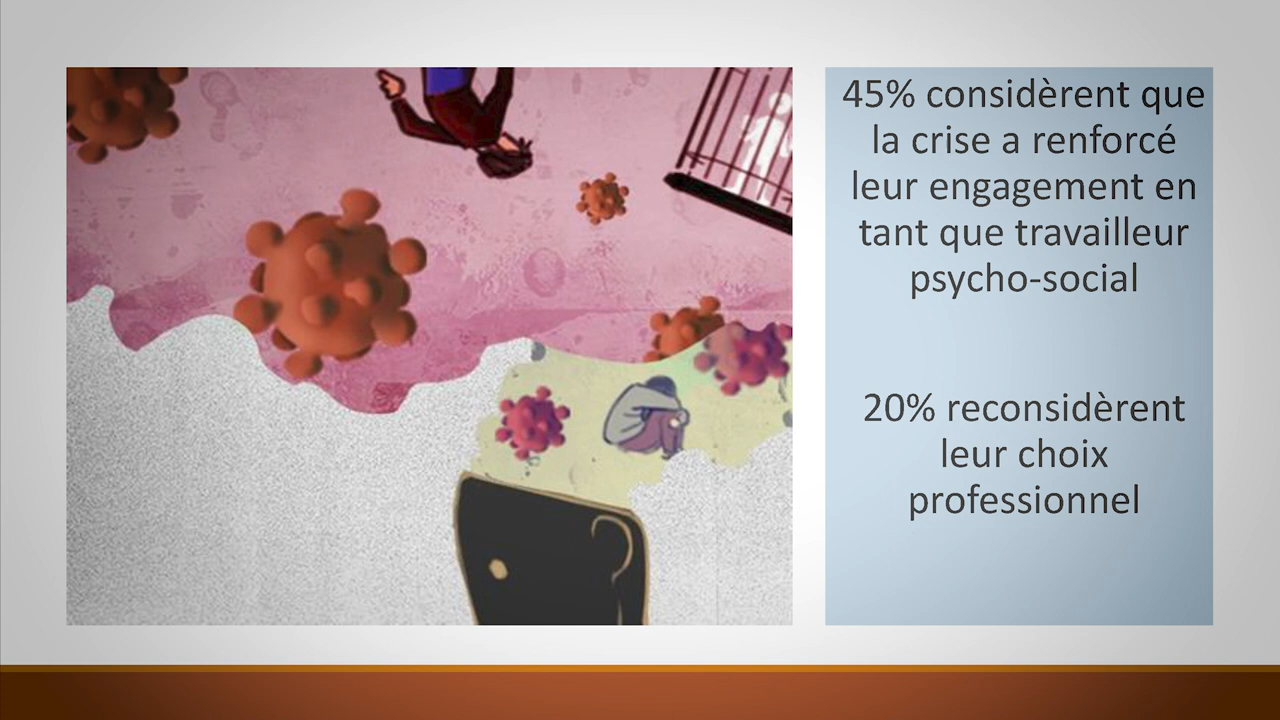 45% considèrent que
la crise a renforcé
leur engagement en
tant que travailleur
psycho-social
20% reconsidèrent
leur choix
professionnel